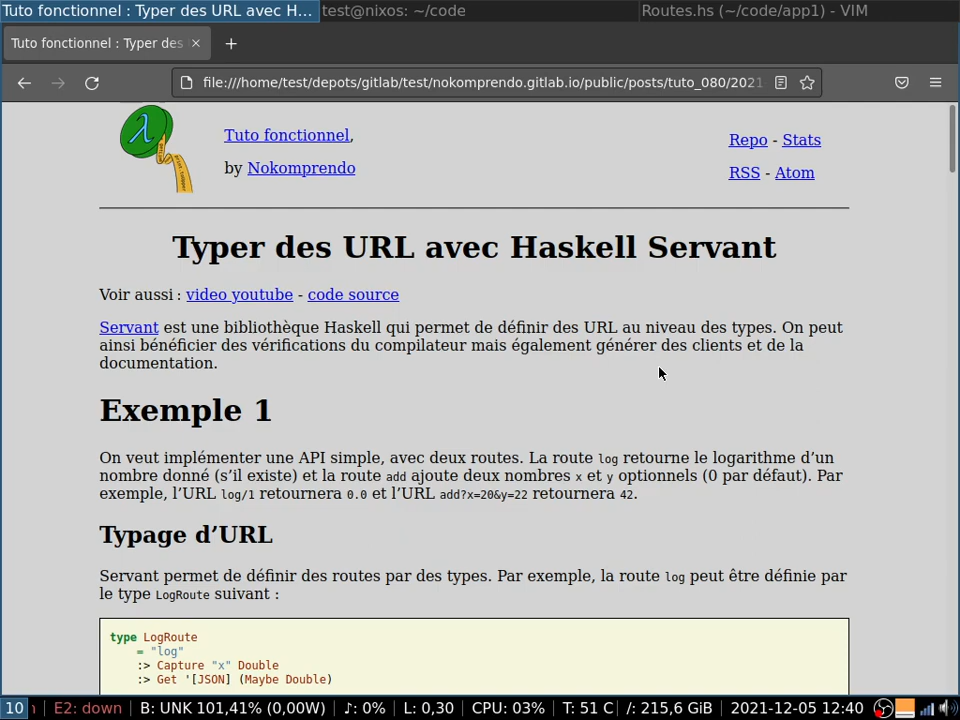 Tuto fonctionnel : Typer des URL avec H... test@nixos: ~/code Routes.hs (~/code/app1) - VIM
Tuto fonctionnel : Typer des
file:///home/test/depots/gitlab/test/nokomprendo.gitlab.io/public/posts/tuto_080/2021
λ
Tuto fonctionnel,
by Nokomprendo
Repo - Stats
RSS - Atom
Typer des URL avec Haskell Servant
Voir aussi : video youtube - code source
Servant est une bibliothèque Haskell qui permet de définir des URL au niveau des types. On peut
ainsi bénéficier des vérifications du compilateur mais également générer des clients et de la
documentation.
Exemple 1
On veut implémenter une API simple, avec deux routes. La route log retourne le logarithme d’un
nombre donné (s’il existe) et la route add ajoute deux nombres x et y optionnels (0 par défaut). Par
exemple, l’URL log/1 retournera 0.0 et l’URL add?x=20&y=22 retournera 42.
Typage d’URL
Servant permet de définir des routes par des types. Par exemple, la route log peut être définie par
le type LogRoute suivant :
type LogRoute
= "log"
:> Capture "x" Double
:> Get '[JSON] (Maybe Double)
10 | E2: down | B: UNK 101,41% (0,00W) | ♪: 0% | L: 0,30 | CPU: 03% | T: 51 C | /: 215,6 GiB | 2021-12-05 12:40